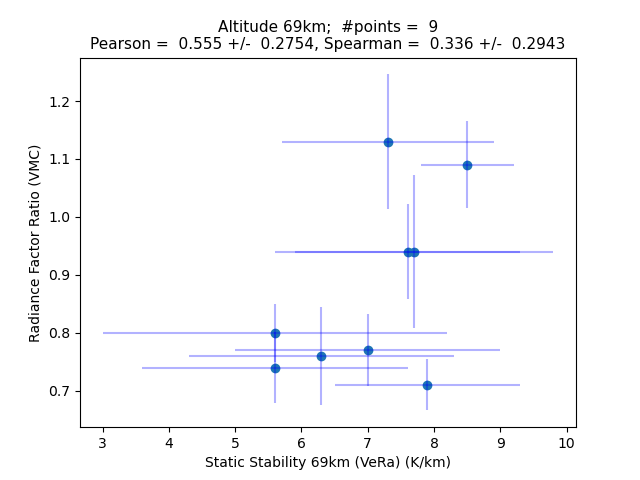 Altitude 69km;  #points =  9
Pearson =  0.555 +/-  0.2754, Spearman =  0.336 +/-  0.2943
Radiance Factor Ratio (VMC)
1.2
1.1
1.0
0.9
0.8
0.7
3 4 5 6 7 8 9 10
Static Stability 69km (VeRa) (K/km)